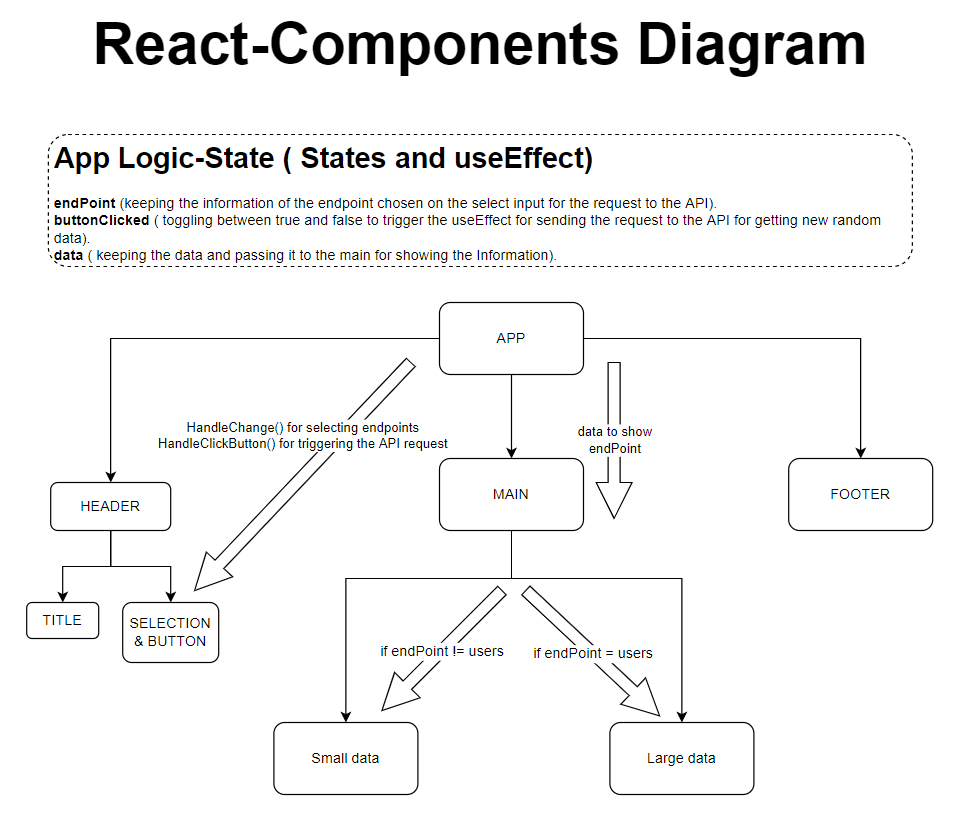 React-Components Diagram
App Logic-State ( States and useEffect)
endPoint (keeping the information of the endpoint chosen on the select input for the request to the API).
buttonClicked ( toggling between true and false to trigger the useEffect for sending the request to the API for getting new random
data).
data ( keeping the data and passing it to the main for showing the Information).
APP
HandleChange() for selecting endpoints
HandleClickButton() for triggering the API request
data to show
endPoint
HEADER
MAIN
FOOTER
TITLE
SELECTION
& BUTTON
if endPoint != users
if endPoint = users
Small data
Large data